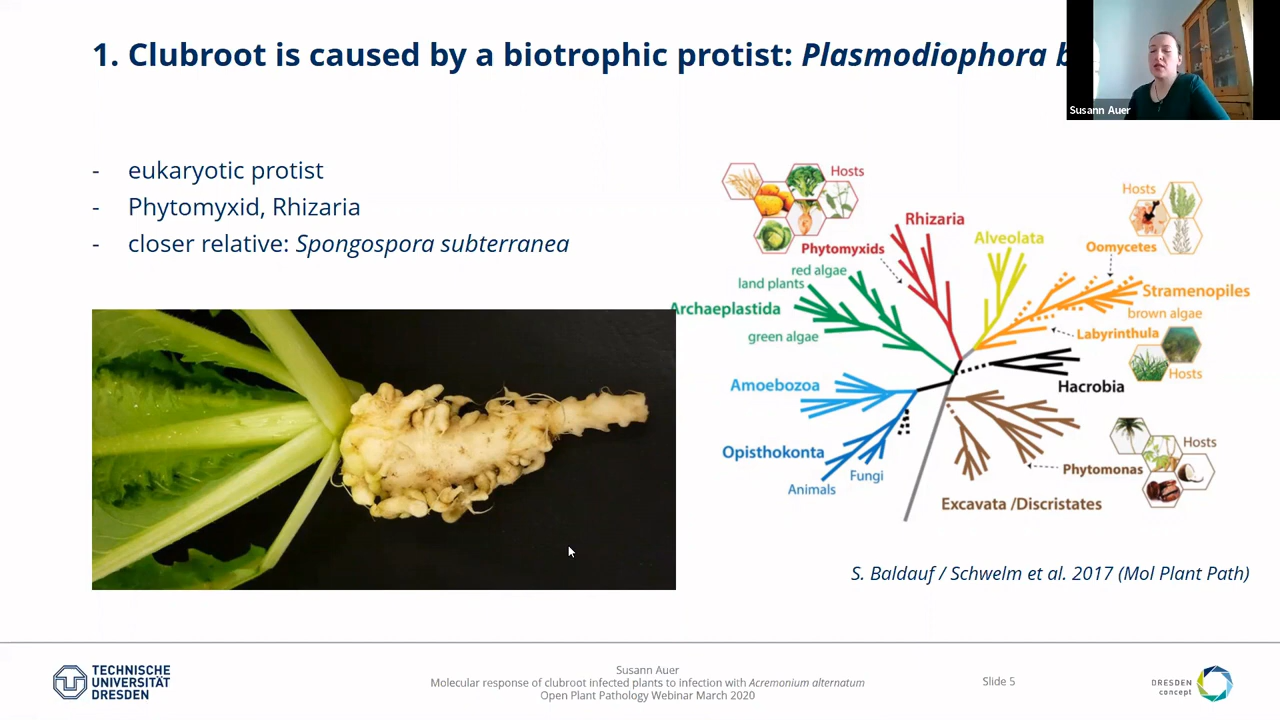 1. Clubroot is caused by a biotrophic protist: Plasmodiophora b
Susann Auer
- eukaryotic protist
- Phytomyxid, Rhizaria
- closer relative: Spongospora subterranea
Hosts
Rhizaria
Phytomyxids
red algae
land plants
Archaeplastida
green algae
Alveolata
Hosts
Oomycetes
Stramenopiles
brown algae
Labyrinthula
Hosts
Hacrobia
Amoebozoa
Opisthokonta
Fungi
Animals
Hosts
Phytomonas
Excavata /Discristates
S. Baldauf / Schwelm et al. 2017 (Mol Plant Path)
TECHNISCHE
UNIVERSITÄT
DRESDEN
Susann Auer
Molecular response of clubroot infected plants to infection with Acremonium alternatum
Open Plant Pathology Webinar March 2020
Slide 5
DRESDEN
concept